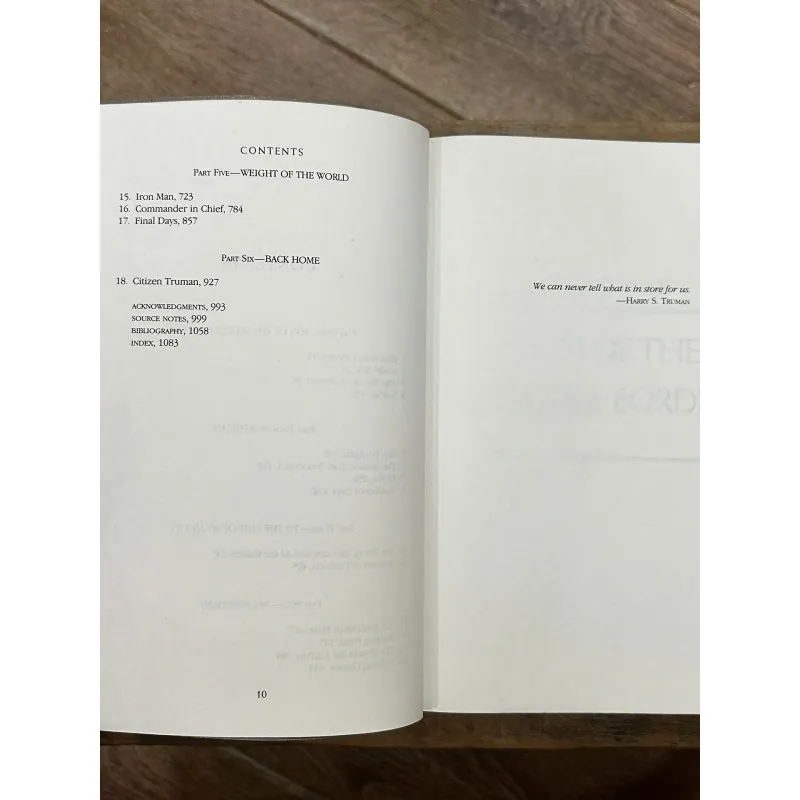 CONTENTS
PART FIVE—WEIGHT OF THE WORLD
15. Iron Man, 723
16. Commander in Chief, 784
17. Final Days, 857
PART SIX—BACK HOME
18. Citizen Truman, 927
ACKNOWLEDGMENTS, 993
SOURCE NOTES, 999
BIBLIOGRAPHY, 1058
INDEX, 1083
10
We can never tell what is in store for us.
—HARRY S. TRUMAN